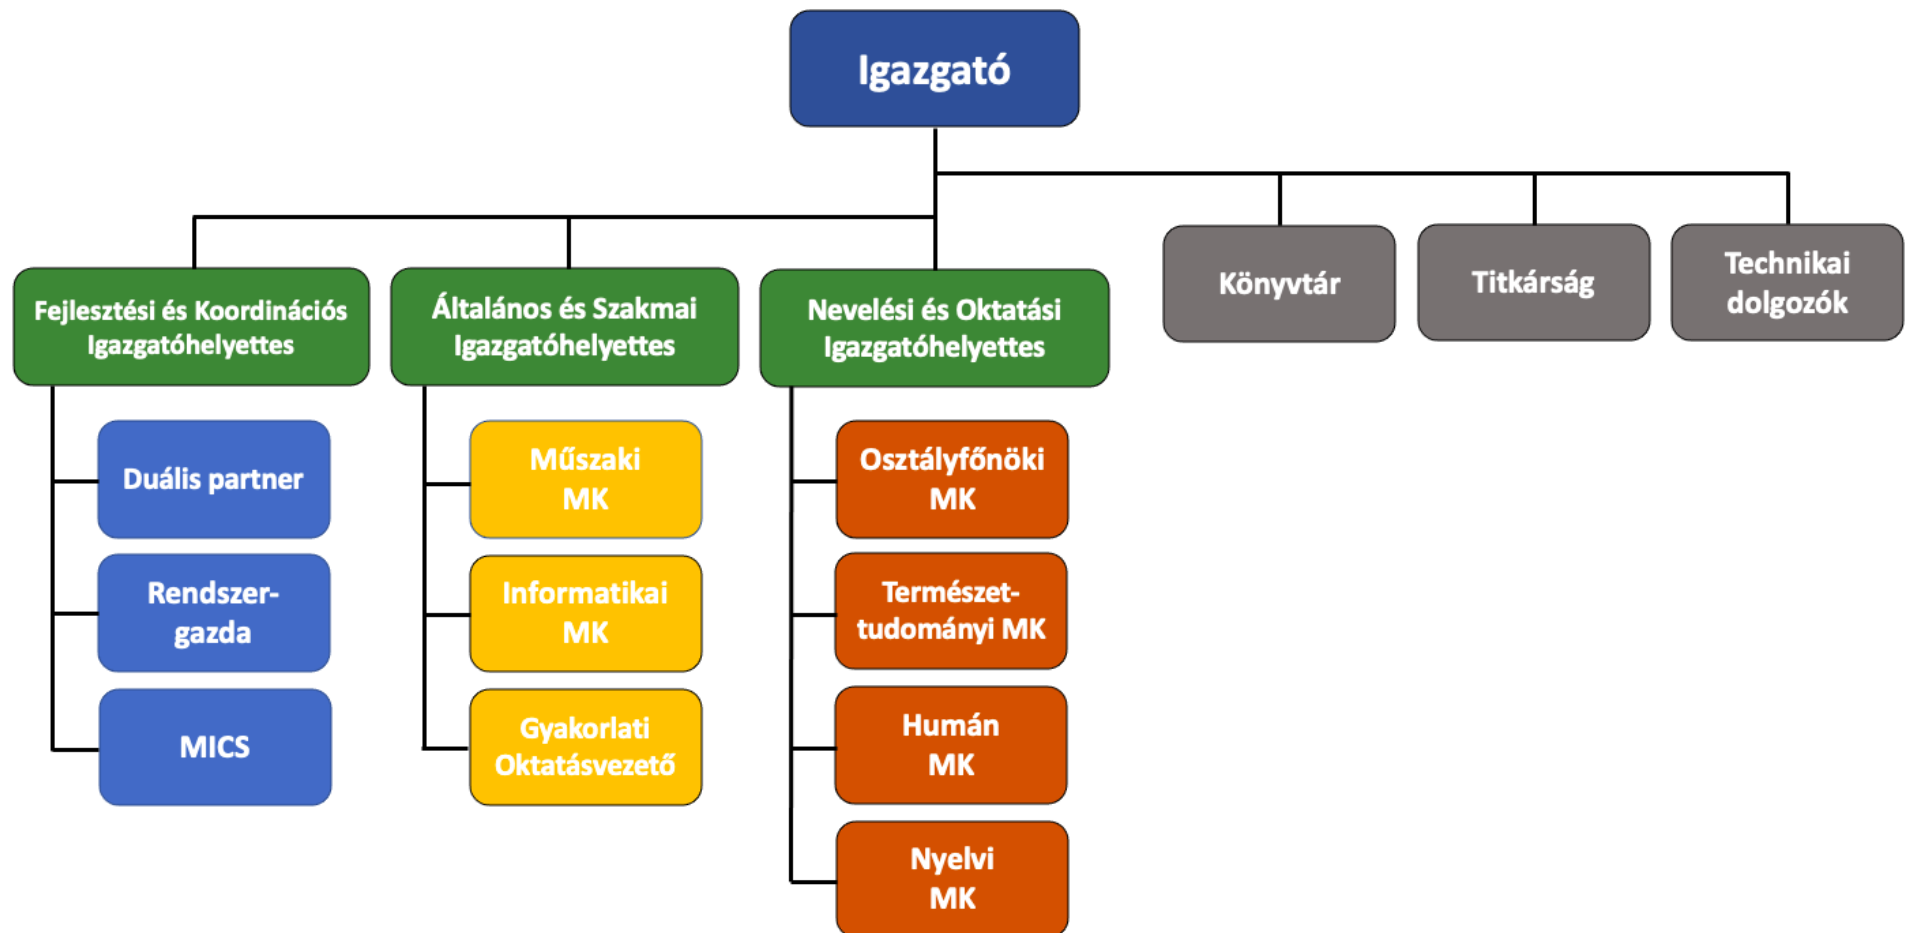 Igazgató
Könyvtár
Titkárság
Technikai
dolgozók
Fejlesztési és Koordinációs
Igazgatóhelyettes
Általános és Szakmai
Igazgatóhelyettes
Nevelési és Oktatási
Igazgatóhelyettes
Duális partner
Rendszer-
gazda
MICS
Műszaki
MK
Informatikai
MK
Gyakorlati
Oktatásvezető
Osztályfőnöki
MK
Természet-
tudományi MK
Humán
MK
Nyelvi
MK